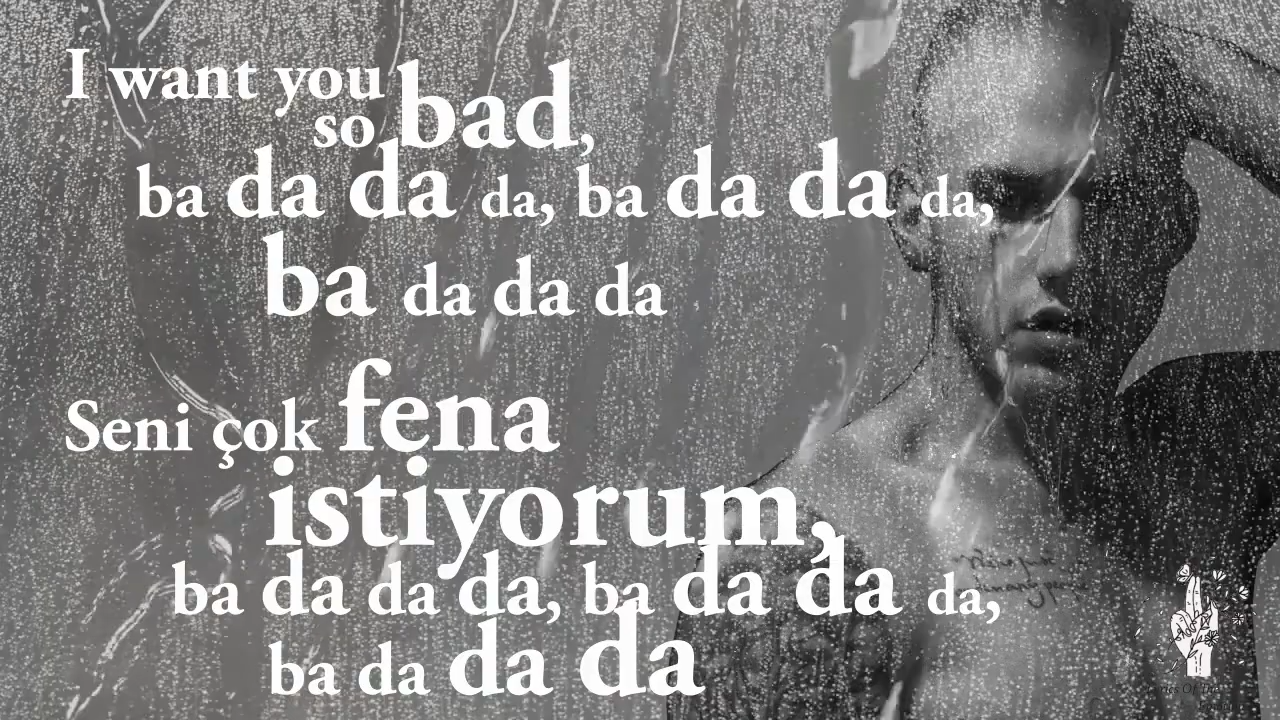 I want you
so bad,
ba da da da, ba da da da,
ba da da da
Seni çok fena
istiyorum,
ba da da da, ba da da da,
ba da da da